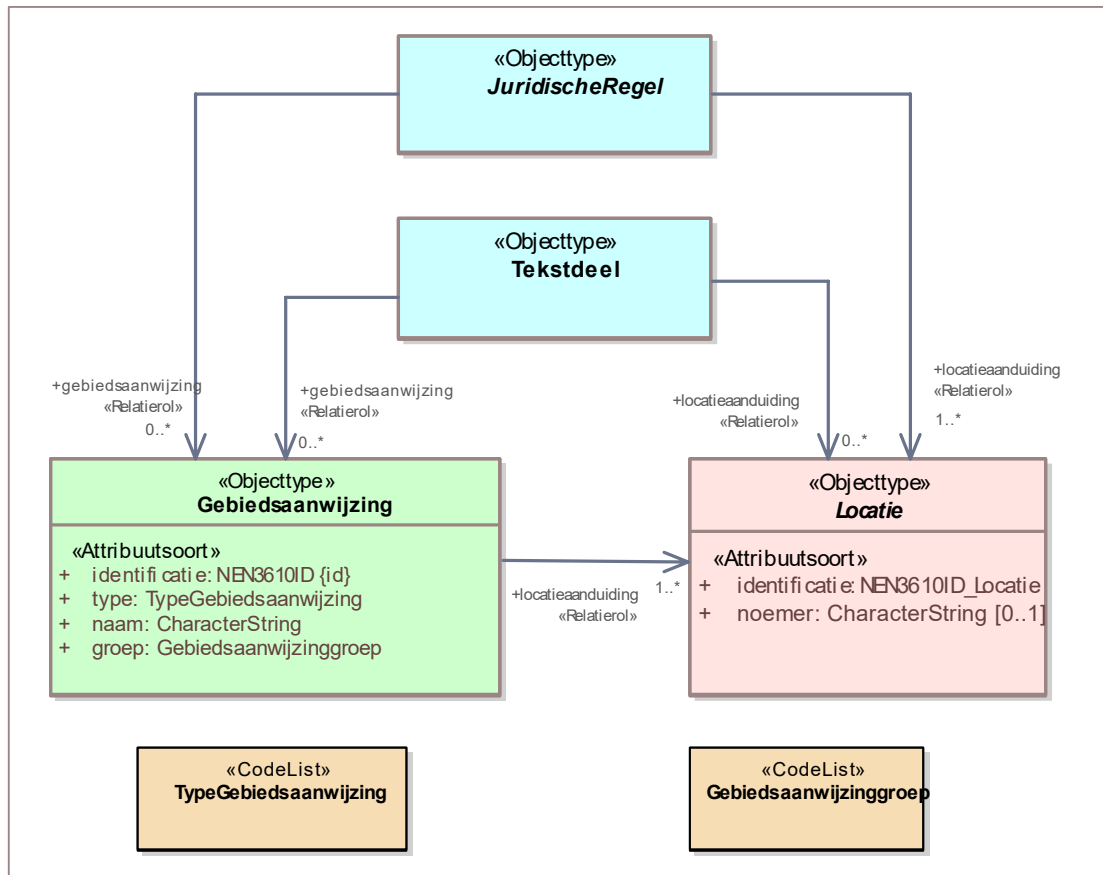 «Objecttype»
JuridischeRegel
«Objecttype»
Tekstdeel
+gebiedsaanwijzing
«Relatierol»
0..*
+gebiedsaanwijzing
«Relatierol»
0..*
+locatieaanduiding
«Relatierol»
0..*
+locatieaanduiding
«Relatierol»
1..*
«Objecttype»
Gebiedsaanwijzing
«Attribuutsoort»
+ identificatie: NEN3610ID {id}
+ type: TypeGebiedsaanwijzing
+ naam: CharacterString
+ groep: Gebiedsaanwijzinggroep
+locatieaanduiding
«Relatierol»
1..*
«Objecttype»
Locatie
«Attribuutsoort»
+ identificatie: NEN3610ID_Locatie
+ noemer: CharacterString [0..1]
«CodeList»
TypeGebiedsaanwijzing
«CodeList»
Gebiedsaanwijzinggroep